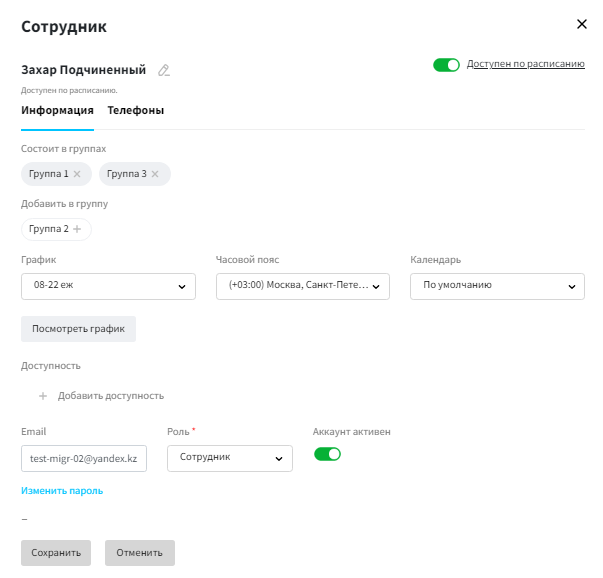 Сотрудник
Захар Подчиненный
Доступен по расписанию
Доступен по расписанию.
Информация Телефоны
Состоит в группах
Группа 1 × Группа 3 ×
Добавить в группу
Группа 2 +
График Часовой пояс Календарь
08-22 еж (+03:00) Москва, Санкт-Пете... По умолчанию
Посмотреть график
Доступность
+ Добавить доступность
Email Роль * Аккаунт активен
test-migr-02@yandex.kz Сотрудник
Изменить пароль
–
Сохранить Отменить